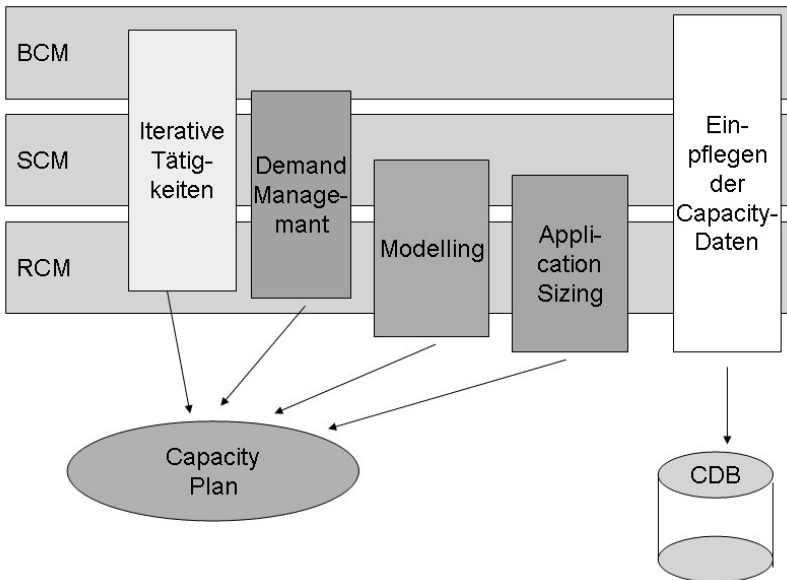 BCM
SCM
RCM
Iterative
Tätig-
keiten
Demand
Manage-
mant
Modelling
Appli-
cation
Sizing
Ein-
pflegen
der
Capacity-
Daten
Capacity
Plan
CDB